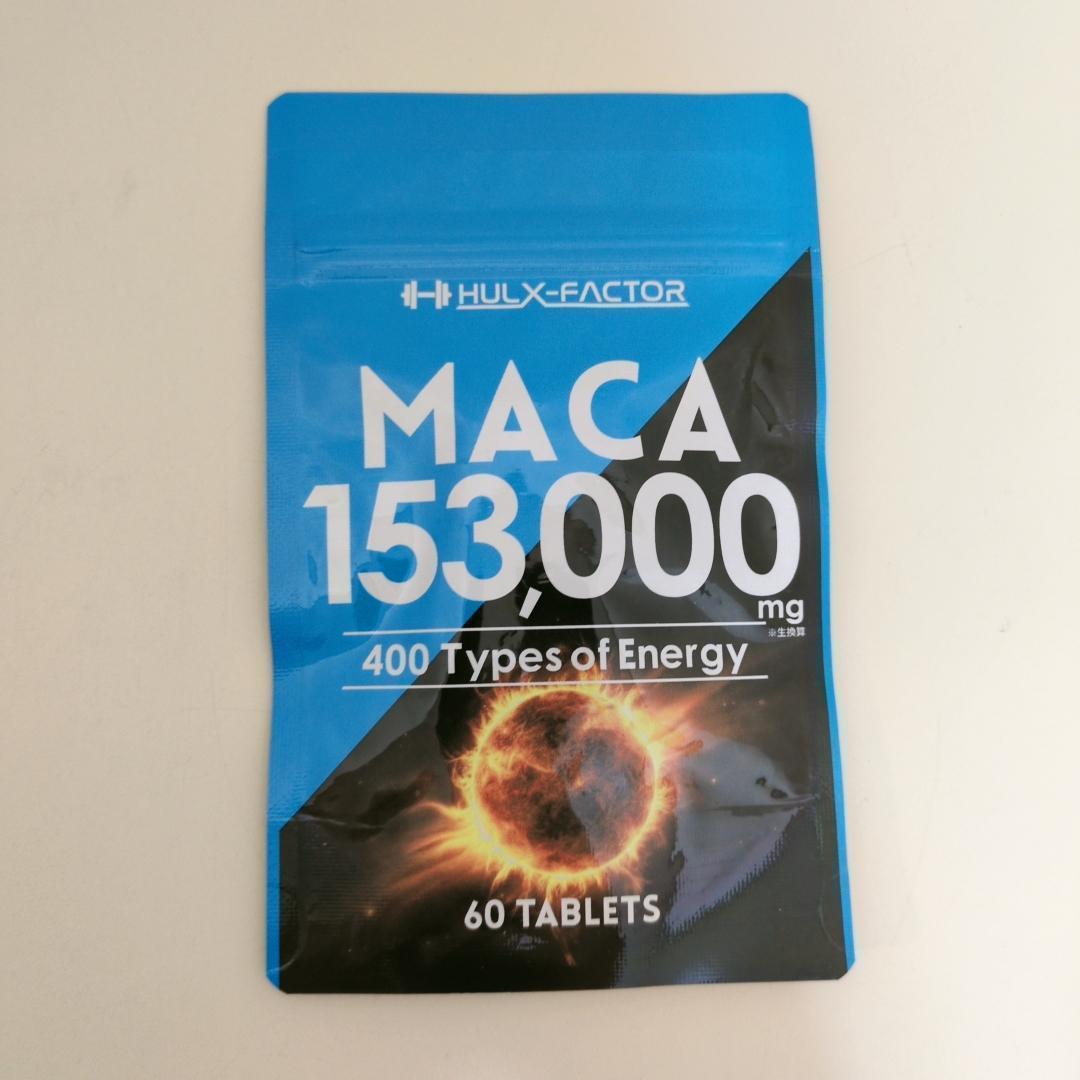 HULX-FACTOR
MACA
153,000
mg
※生換算
400 Types of Energy
60 TABLETS